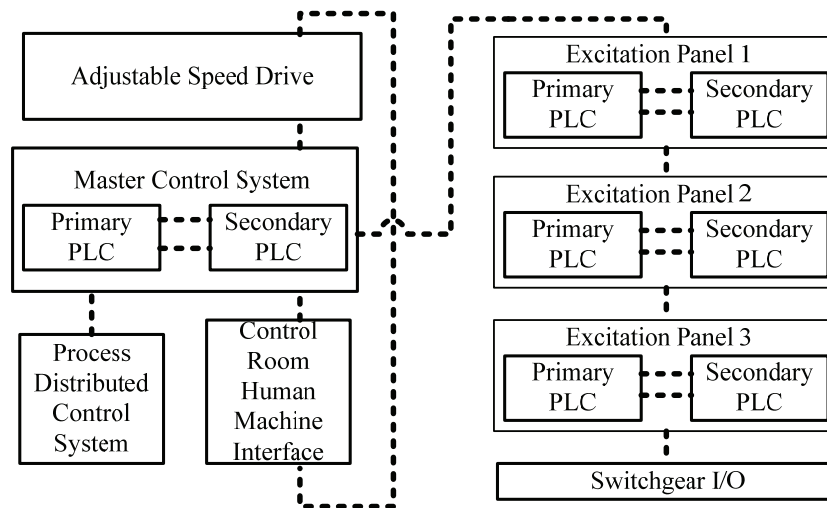 Adjustable Speed Drive
Master Control System
Primary
PLC
Secondary
PLC
Process
Distributed
Control
System
Control
Room
Human
Machine
Interface
Excitation Panel 1
Primary
PLC
Secondary
PLC
Excitation Panel 2
Primary
PLC
Secondary
PLC
Excitation Panel 3
Primary
PLC
Secondary
PLC
Switchgear I/O